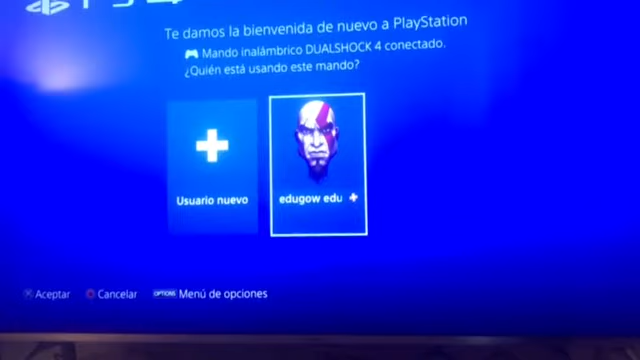 PS4
Te damos la bienvenida de nuevo a PlayStation
Mando inalámbrico DUALSHOCK 4 conectado.
¿Quién está usando este mando?
Usuario nuevo
edugow edu
Aceptar
Cancelar
OPTIONS Menú de opciones